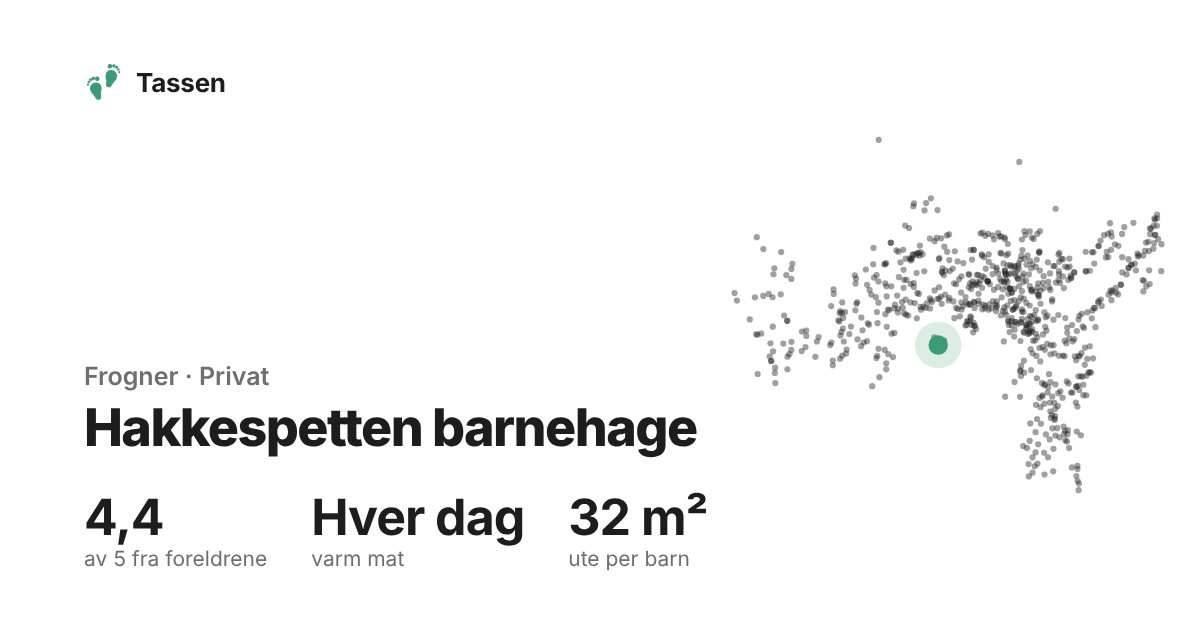 Tassen
Frogner · Privat
Hakkespetten barnehage
4,4
av 5 fra foreldrene
Hver dag
varm mat
32 m²
ute per barn